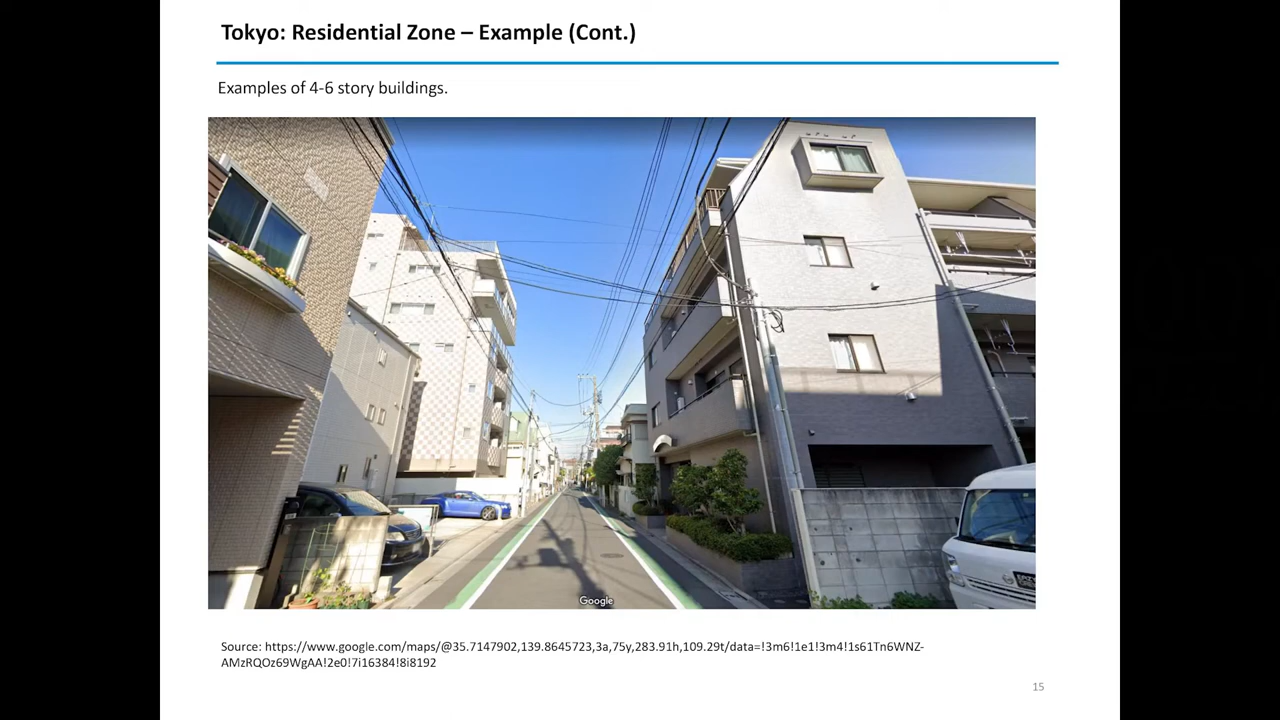 Tokyo: Residential Zone – Example (Cont.)
Examples of 4-6 story buildings.
Google
Source: https://www.google.com/maps/@35.7147902,139.8645723,3a,75y,283.91h,109.29t/data=!3m6!1e1!3m4!1s61Tn6WNZ-
AMzRQOz69WgAA!2e0!7i16384!8i8192
15